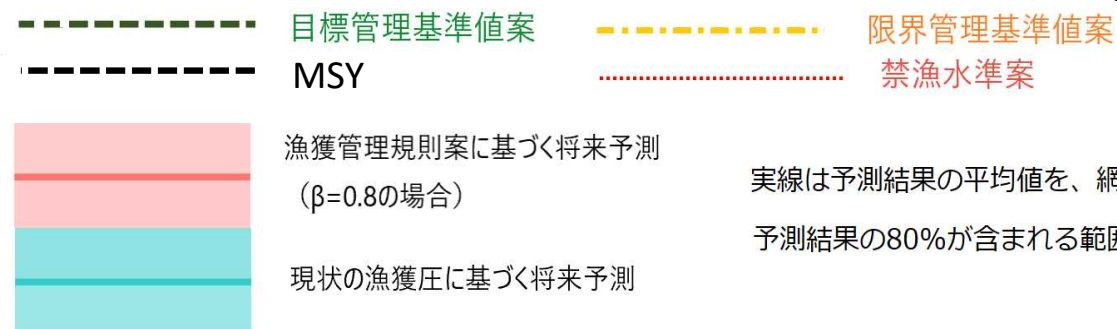 目標管理基準値案
限界管理基準値案
MSY
禁漁水準案
漁獲管理規則案に基づく将来予測
（β=0.8の場合）
実線は予測結果の平均値を、網
予測結果の80%が含まれる範囲
現状の漁獲圧に基づく将来予測